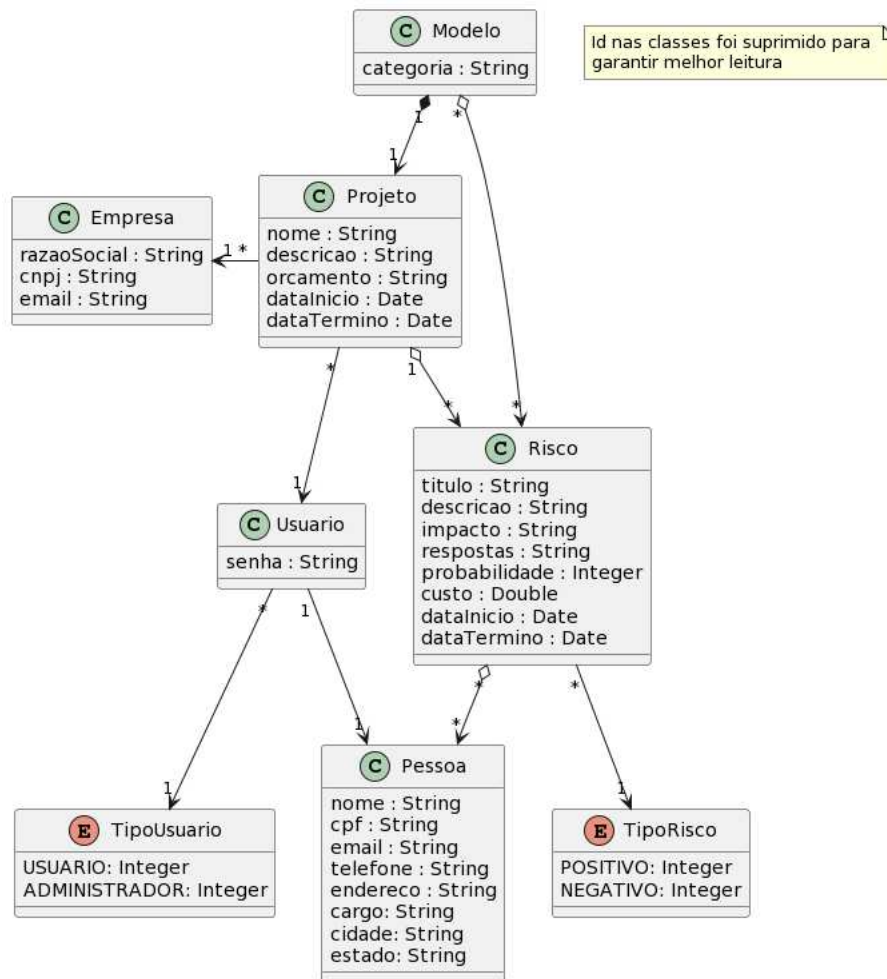 C Modelo
categoria : String
Id nas classes foi suprimido para
garantir melhor leitura
1 *
1
C Empresa
razaoSocial : String
cnpj : String
email : String
1 *
C Projeto
nome : String
descricao : String
orcamento : String
dataInicio : Date
dataTermino : Date
* 1
* *
C Risco
titulo : String
descricao : String
impacto : String
respostas : String
probabilidade : Integer
custo : Double
dataInicio : Date
dataTermino : Date
1
C Usuario
senha : String
* 1
* *
1 1 * 1
E TipoUsuario
USUARIO: Integer
ADMINISTRADOR: Integer
C Pessoa
nome : String
cpf : String
email : String
telefone : String
endereco : String
cargo: String
cidade: String
estado: String
E TipoRisco
POSITIVO: Integer
NEGATIVO: Integer